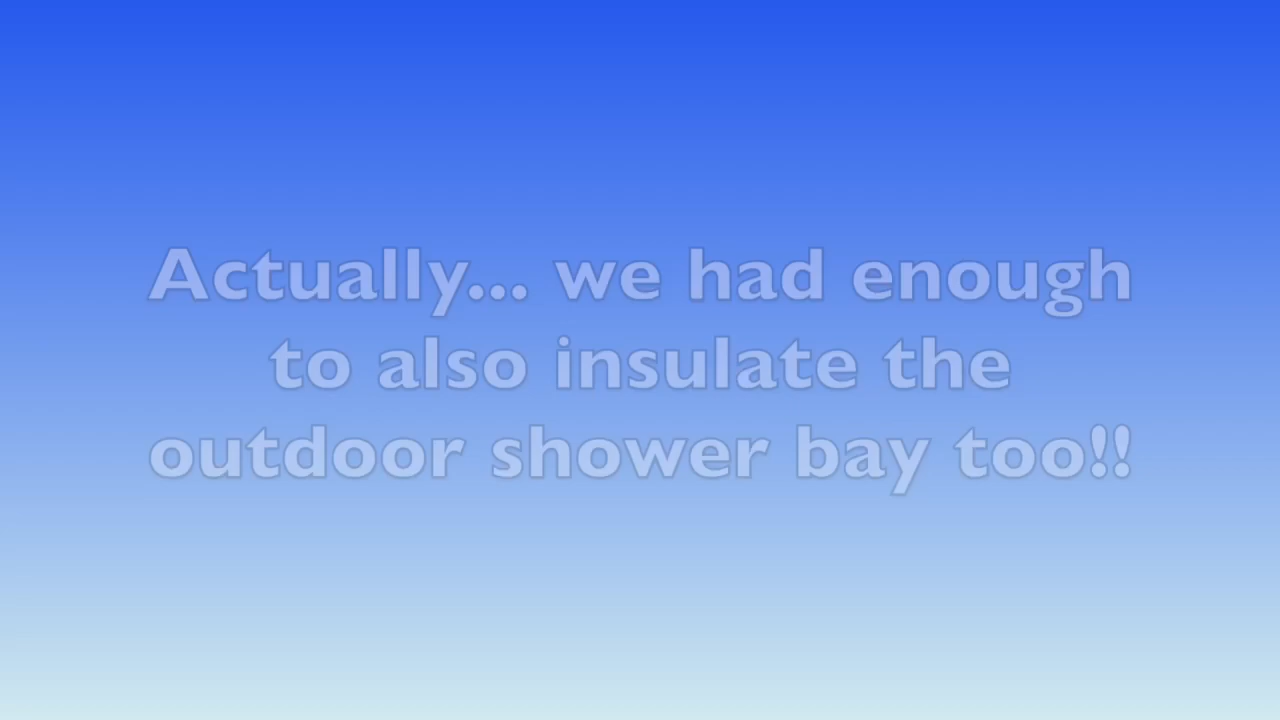 Actually... we had enough
to also insulate the
outdoor shower bay too!!